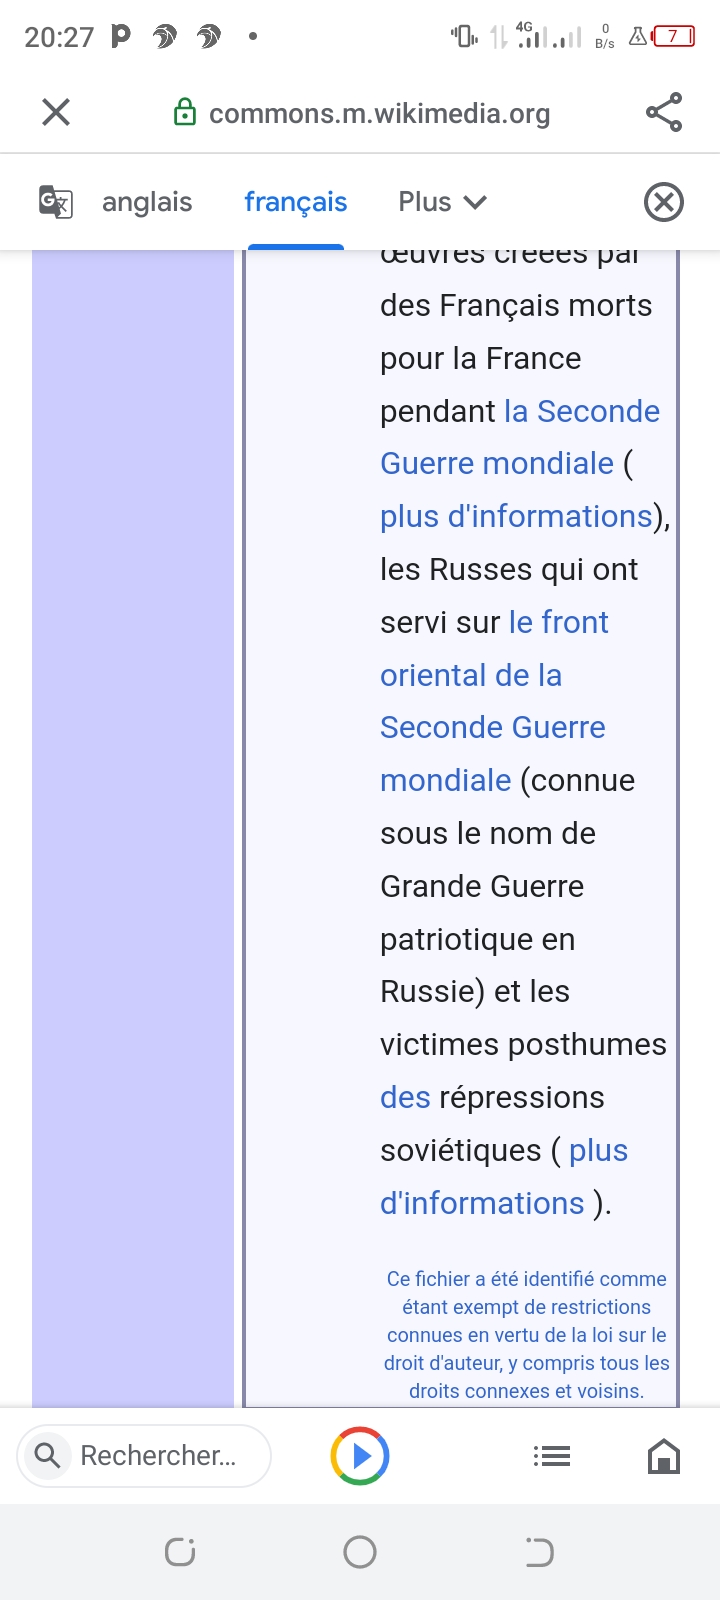 20:27
4G
0
B/s
7
commons.m.wikimedia.org
anglais français Plus
œuvres créées par
des Français morts
pour la France
pendant la Seconde
Guerre mondiale (
plus d'informations),
les Russes qui ont
servi sur le front
oriental de la
Seconde Guerre
mondiale (connue
sous le nom de
Grande Guerre
patriotique en
Russie) et les
victimes posthumes
des répressions
soviétiques ( plus
d'informations ).
Ce fichier a été identifié comme
étant exempt de restrictions
connues en vertu de la loi sur le
droit d'auteur, y compris tous les
droits connexes et voisins.
Rechercher...